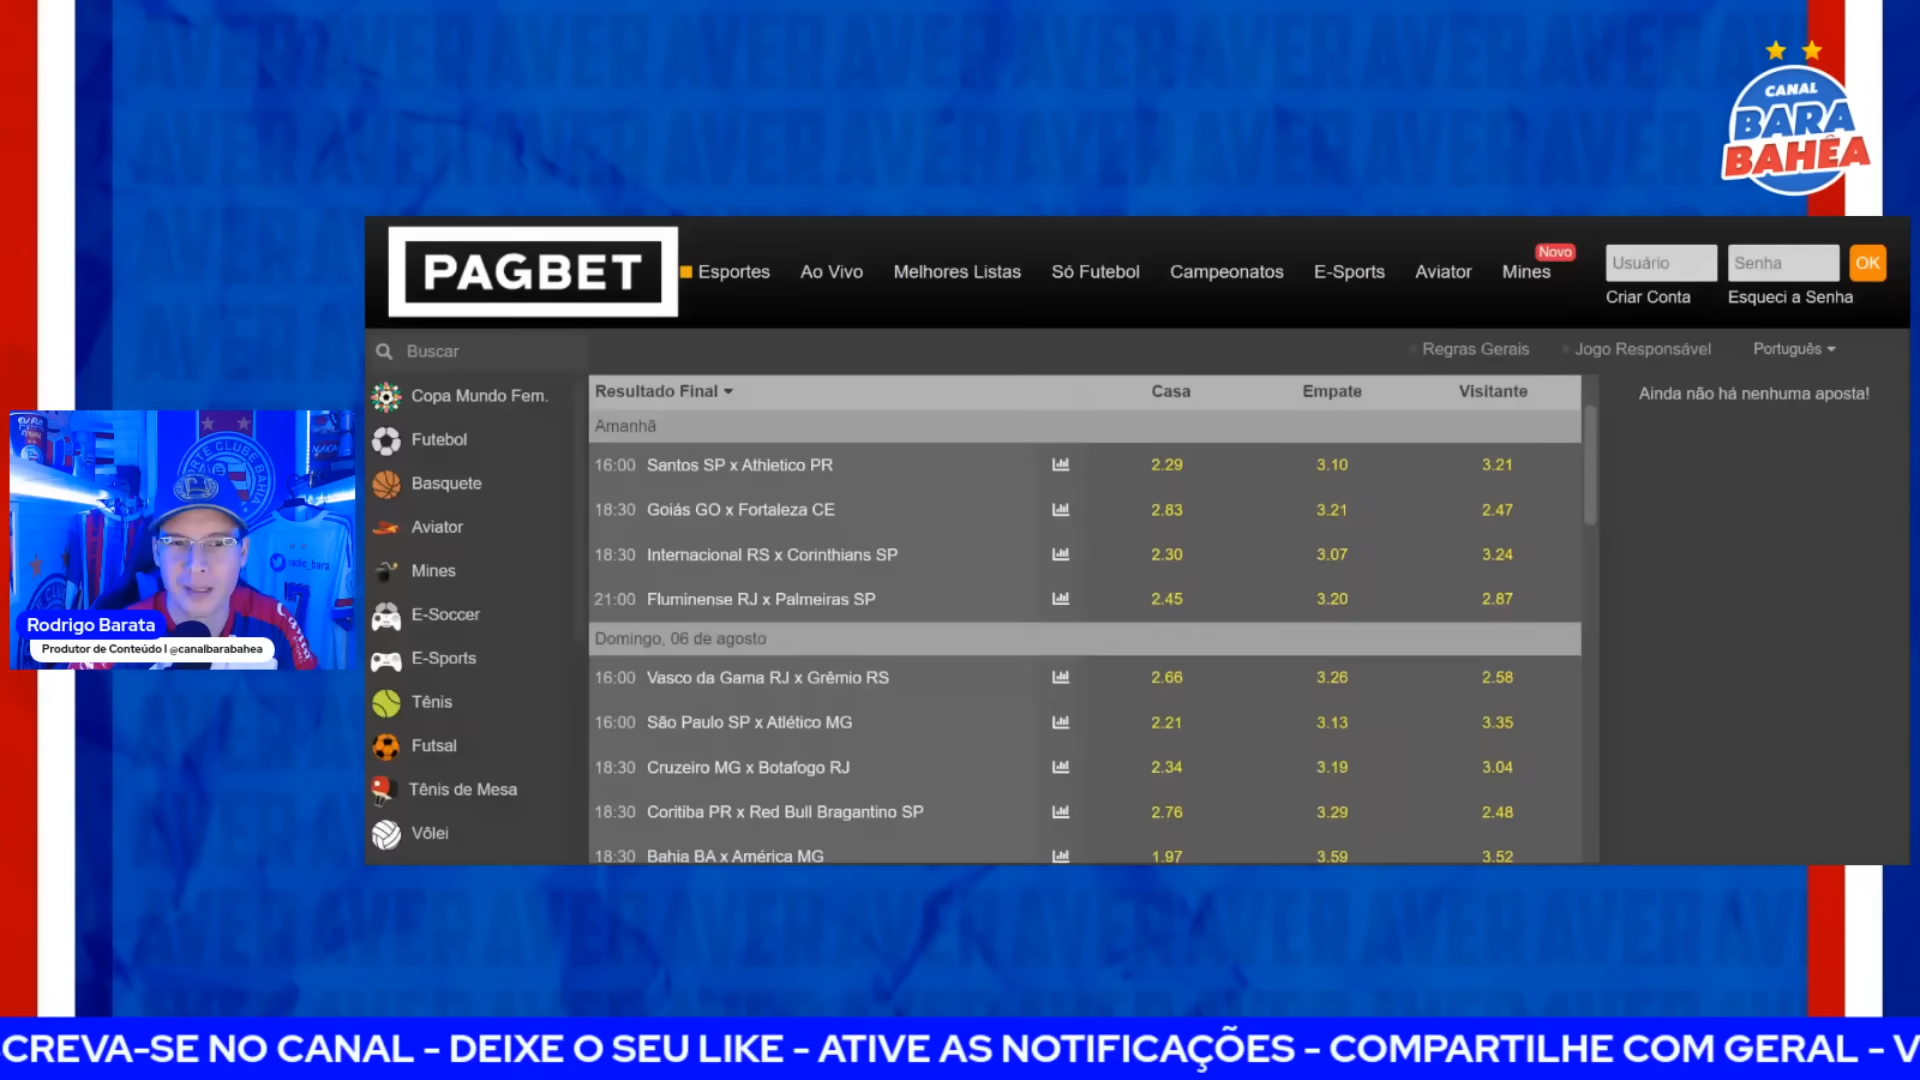 CANAL
BARA
BAHÊA
PAGBET
Esportes
Ao Vivo
Melhores Listas
Só Futebol
Campeonatos
E-Sports
Aviator
Mines
Novo
Usuário
Senha
OK
Criar Conta
Esqueci a Senha
Buscar
Regras Gerais
Jogo Responsável
Português
Copa Mundo Fem.
Futebol
Basquete
Aviator
Mines
E-Soccer
E-Sports
Tênis
Futsal
Tênis de Mesa
Vôlei
Resultado Final Casa Empate Visitante
Amanhã
16:00 Santos SP x Athletico PR 2.29 3.10 3.21
18:30 Goiás GO x Fortaleza CE 2.83 3.21 2.47
18:30 Internacional RS x Corinthians SP 2.30 3.07 3.24
21:00 Fluminense RJ x Palmeiras SP 2.45 3.20 2.87
Domingo, 06 de agosto
16:00 Vasco da Gama RJ x Grêmio RS 2.66 3.26 2.58
16:00 São Paulo SP x Atlético MG 2.21 3.13 3.35
18:30 Cruzeiro MG x Botafogo RJ 2.34 3.19 3.04
18:30 Coritiba PR x Red Bull Bragantino SP 2.76 3.29 2.48
18:30 Bahia BA x América MG 1.97 3.59 3.52
Ainda não há nenhuma aposta!
radio_bara
7
Rodrigo Barata
Produtor de Conteúdo | @canalbarabahea
CREVA-SE NO CANAL - DEIXE O SEU LIKE - ATIVE AS NOTIFICAÇÕES - COMPARTILHE COM GERAL - V